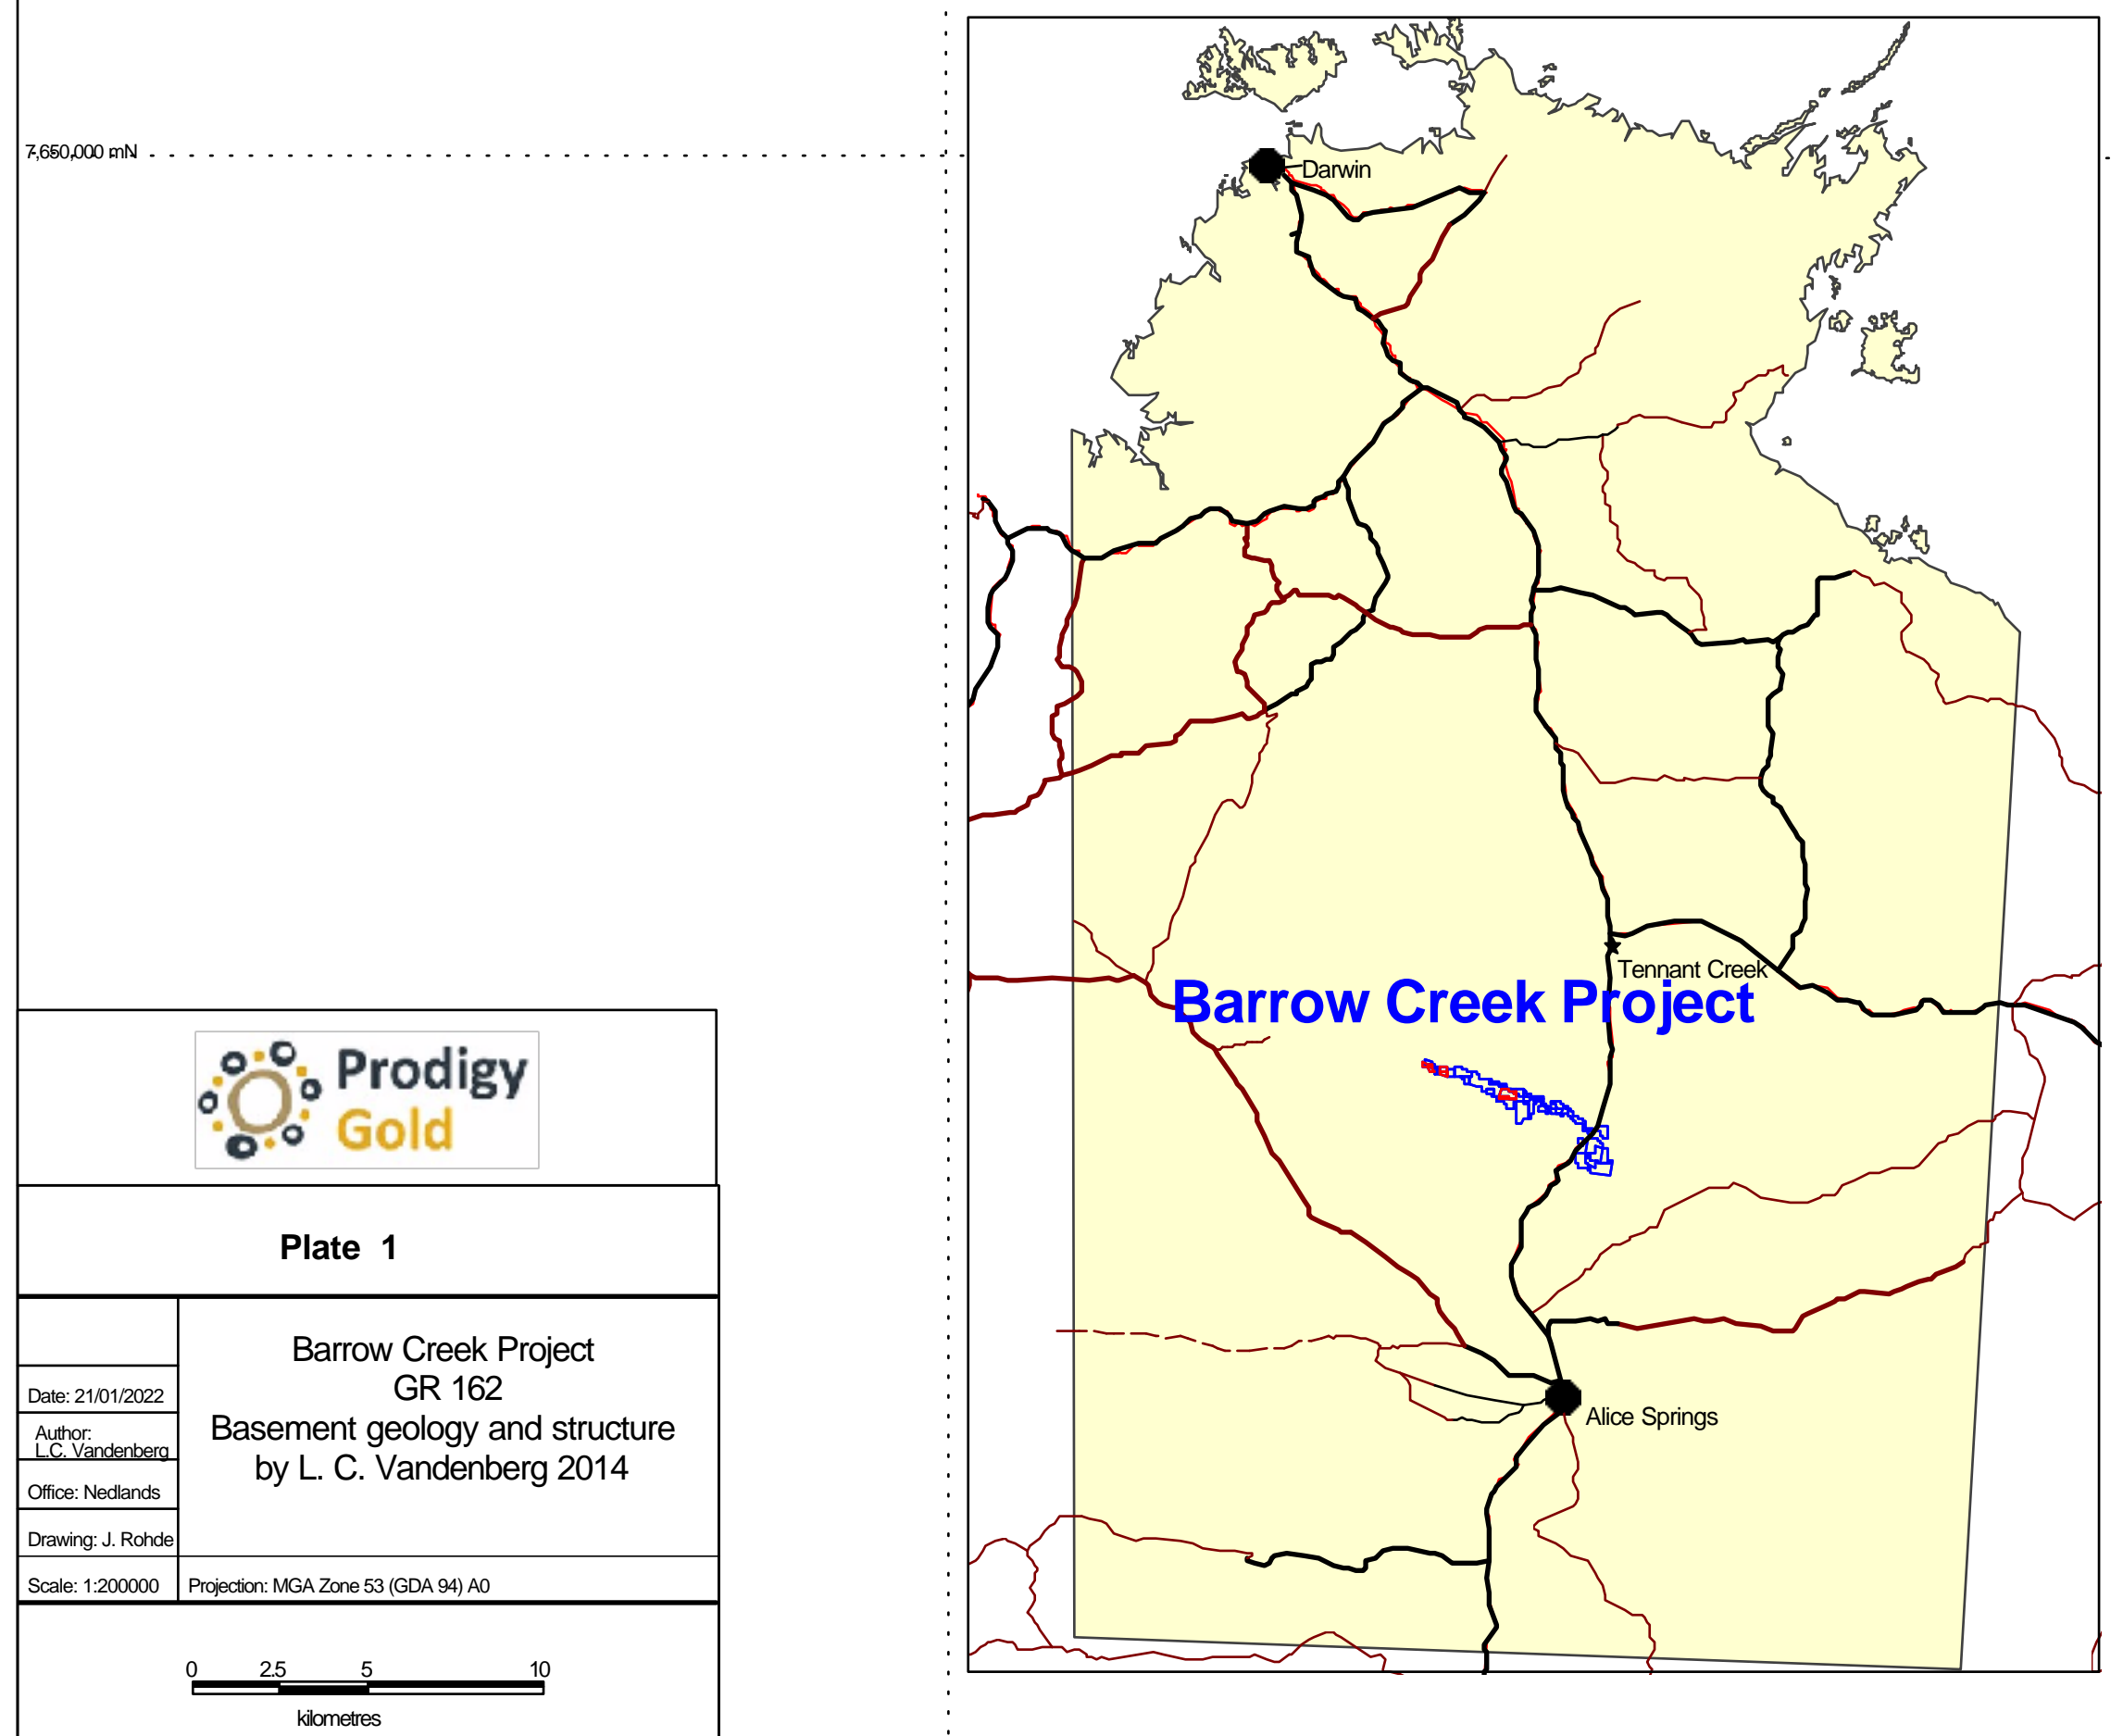 7,650,000 mN
Darwin
Tennant Creek
Barrow Creek Project
Alice Springs
Prodigy
Gold
Plate 1
Barrow Creek Project
GR 162
Basement geology and structure
by L. C. Vandenberg 2014
Date: 21/01/2022
Author:
L.C. Vandenberg
Office: Nedlands
Drawing: J. Rohde
Scale: 1:200000
Projection: MGA Zone 53 (GDA 94) A0
0 2.5 5 10
kilometres